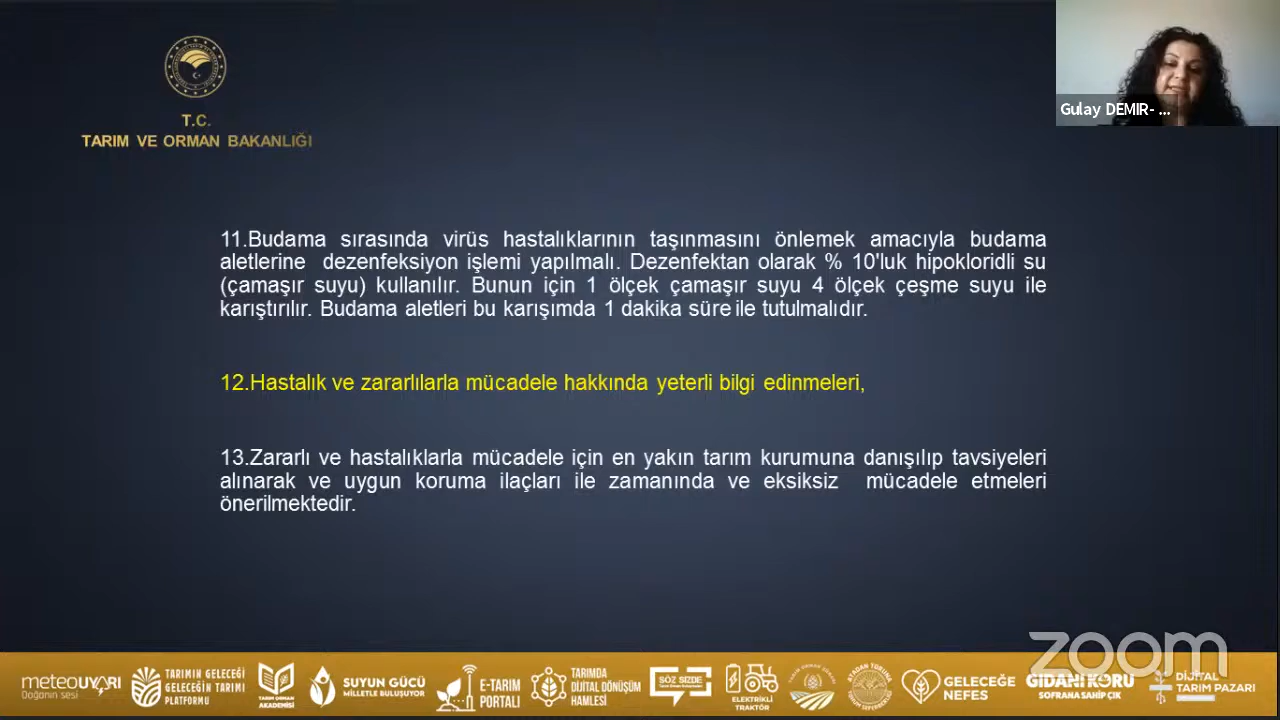 Gulay DEMIR- ...
T.C.
TARIM VE ORMAN BAKANLIĞI
11.Budama sırasında virüs hastalıklarının taşınmasını önlemek amacıyla budama
aletlerine dezenfeksiyon işlemi yapılmalı. Dezenfektan olarak % 10'luk hipokloridli su
(çamaşır suyu) kullanılır. Bunun için 1 ölçek çamaşır suyu 4 ölçek çeşme suyu ile
karıştırılır. Budama aletleri bu karışımda 1 dakika süre ile tutulmalıdır.
12.Hastalık ve zararlılarla mücadele hakkında yeterli bilgi edinmeleri,
13.Zararlı ve hastalıklarla mücadele için en yakın tarım kurumuna danışılıp tavsiyeleri
alınarak ve uygun koruma ilaçları ile zamanında ve eksiksiz mücadele etmeleri
önerilmektedir.
zoom
meteoUYARI
Doğanın sesi
TARIMIN GELECEĞİ
GELECEĞİN TARIMI
PLATFORMU
TARIM ORMAN
AKADEMİSİ
SUYUN GÜCÜ
MİLLETLE BULUŞUYOR
E-TARIM
PORTALI
TARIMDA
DİJİTAL DÖNÜŞÜM
HAMLESİ
SÖZ SİZDE
ELEKTRİKLİ
TRAKTÖR
GELECEĞE
NEFES
GIDANI KORU
SOFRANA SAHİP ÇIK
DİJİTAL
TARIM PAZARI